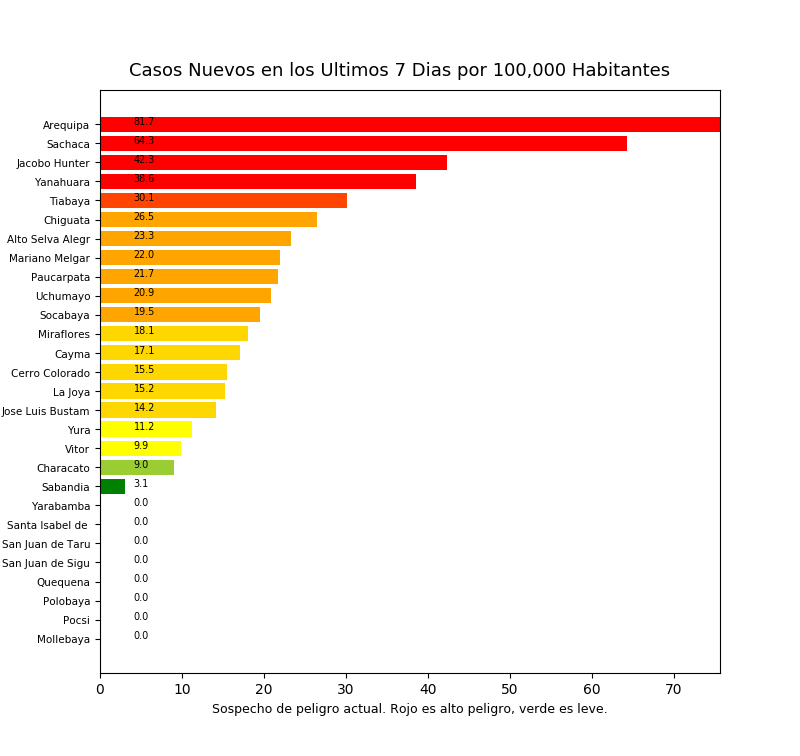 Casos Nuevos en los Ultimos 7 Dias por 100,000 Habitantes
Arequipa 81.7
Sachaca 64.3
Jacobo Hunter 42.3
Yanahuara 38.6
Tiabaya 30.1
Chiguata 26.5
Alto Selva Alegr 23.3
Mariano Melgar 22.0
Paucarpata 21.7
Uchumayo 20.9
Socabaya 19.5
Miraflores 18.1
Cayma 17.1
Cerro Colorado 15.5
La Joya 15.2
Jose Luis Bustam 14.2
Yura 11.2
Vitor 9.9
Characato 9.0
Sabandia 3.1
Yarabamba 0.0
Santa Isabel de 0.0
San Juan de Taru 0.0
San Juan de Sigu 0.0
Quequena 0.0
Polobaya 0.0
Pocsi 0.0
Mollebaya 0.0
0 10 20 30 40 50 60 70
Sospecho de peligro actual. Rojo es alto peligro, verde es leve.